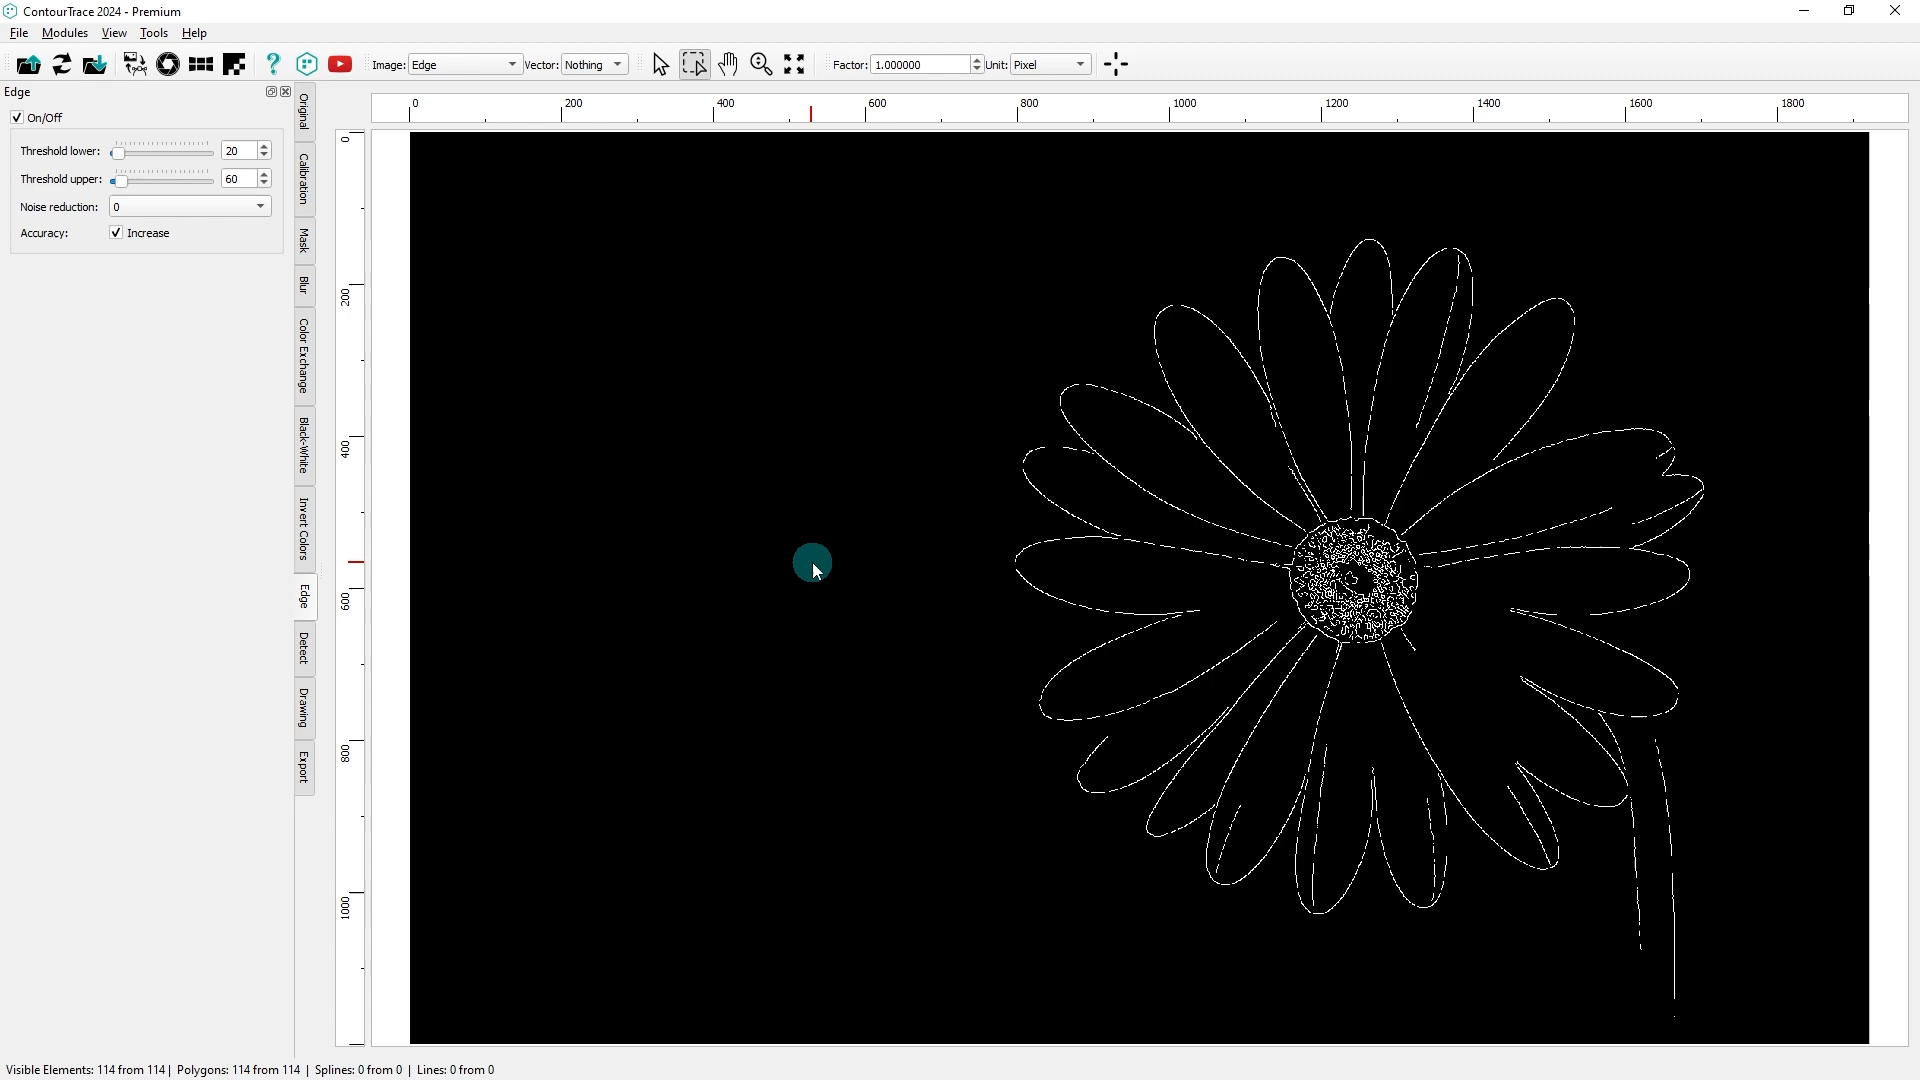 ContourTrace 2024 - Premium
File Modules View Tools Help
Image: Edge Vector: Nothing Factor: 1.000000 Unit: Pixel
Edge
On/Off
Threshold lower: 20
Threshold upper: 60
Noise reduction: 0
Accuracy: Increase
Original
Calibration
Mask
Blur
Color Exchange
Black-White
Invert Colors
Edge
Detect
Drawing
Export
0 200 400 600 800 1000 1200 1400 1600 1800
0
200
400
600
800
1000
Visible Elements: 114 from 114 | Polygons: 114 from 114 | Splines: 0 from 0 | Lines: 0 from 0